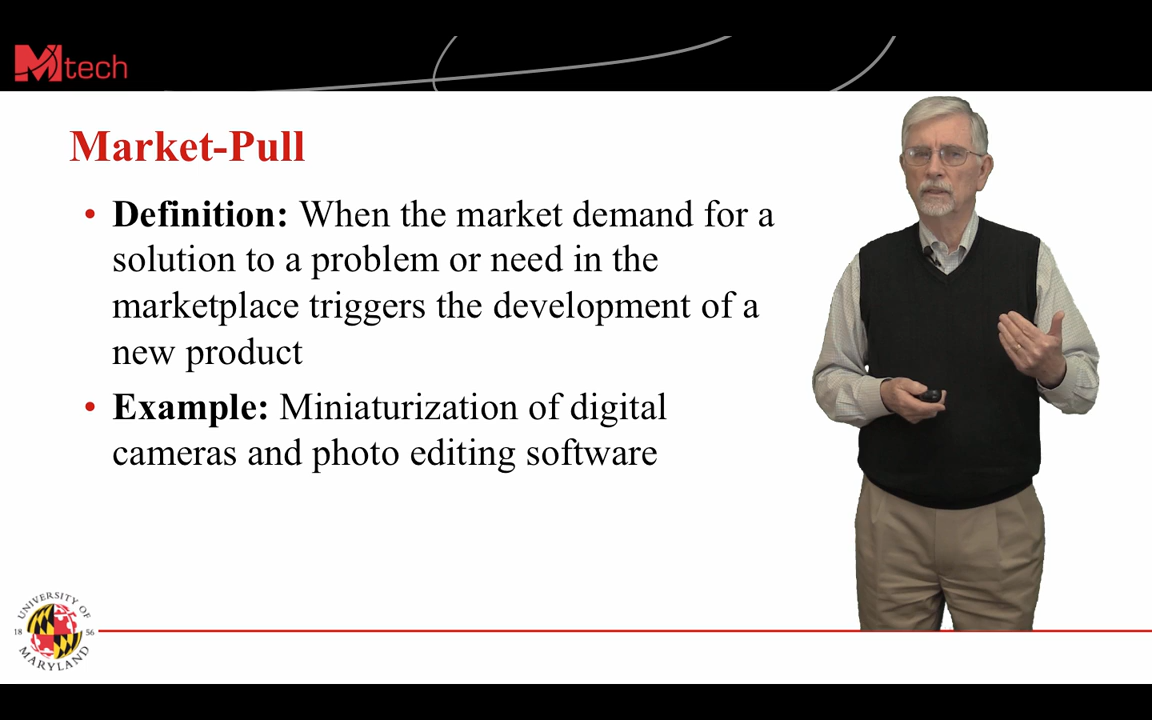 Mtech
Market-Pull
• Definition: When the market demand for a
solution to a problem or need in the
marketplace triggers the development of a
new product
• Example: Miniaturization of digital
cameras and photo editing software
UNIVERSITY OF
18 56
MARYLAND